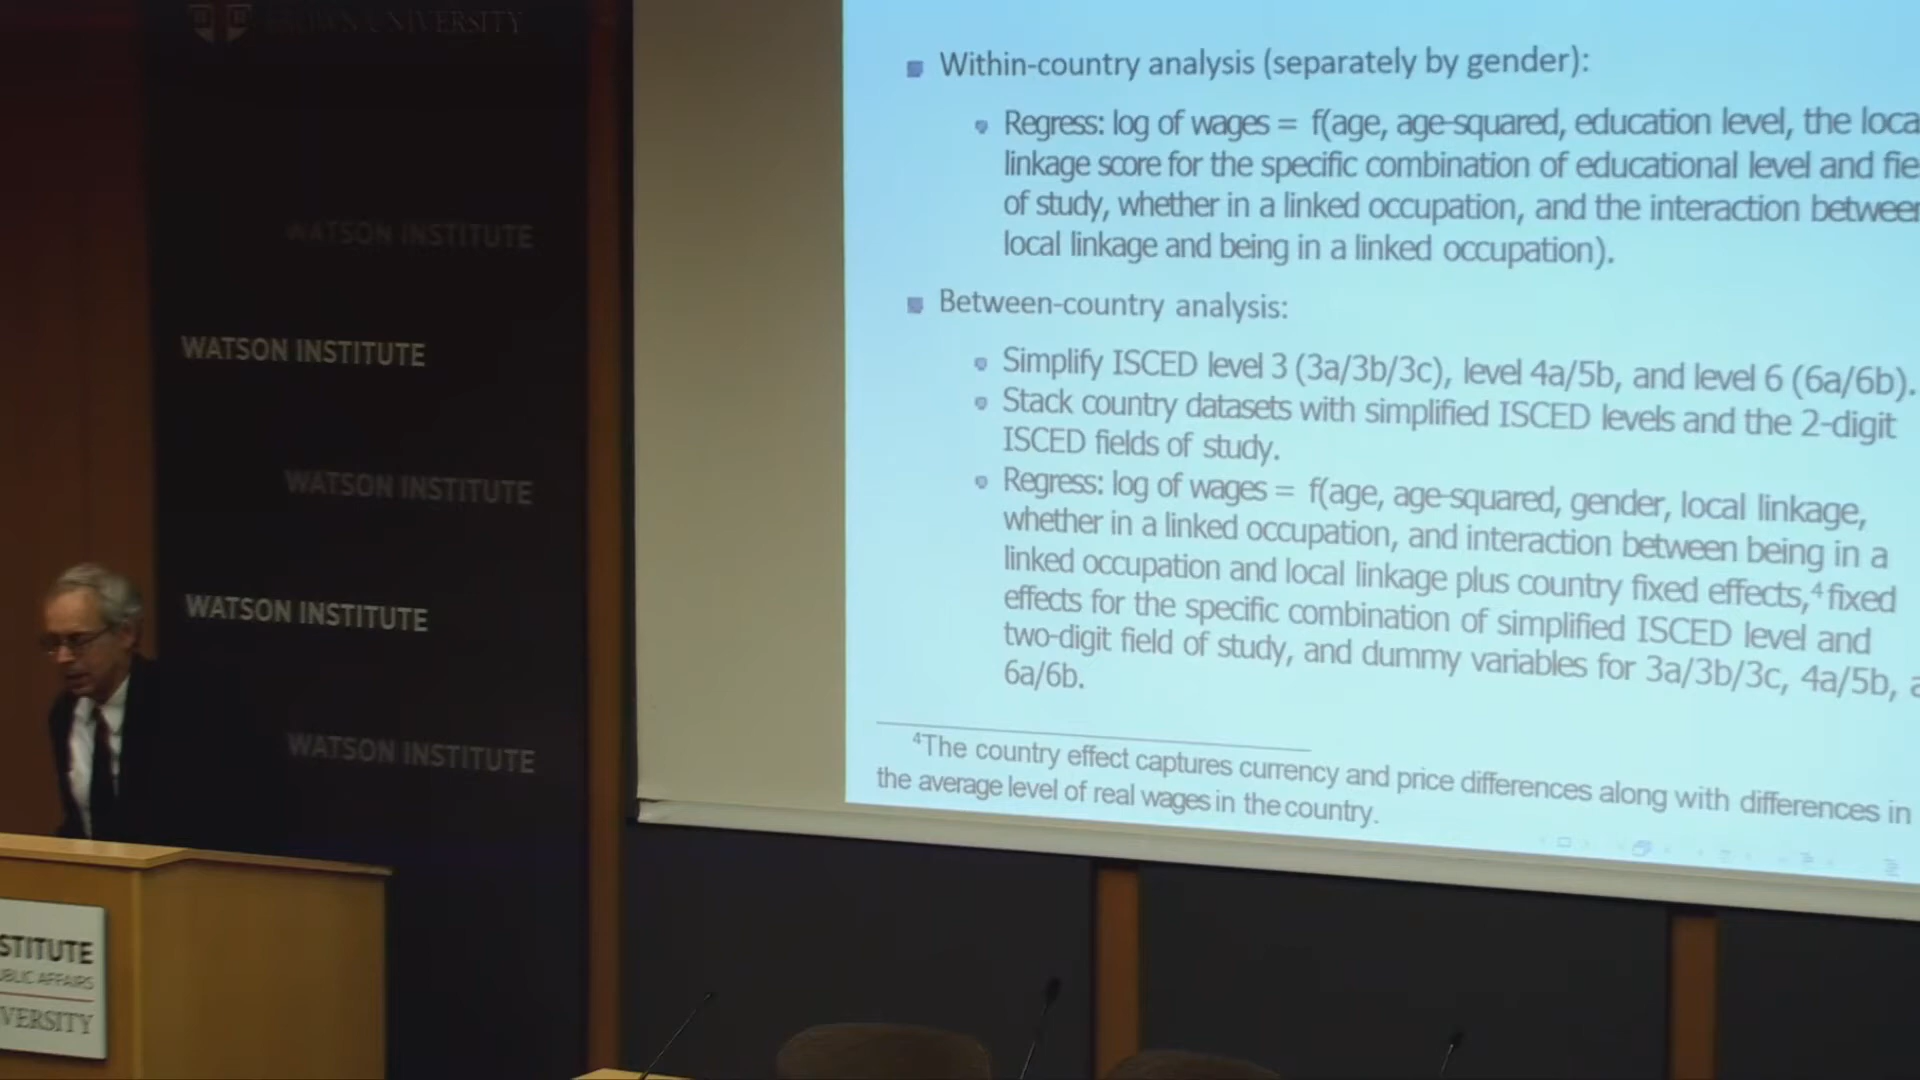 BROWN UNIVERSITY
WATSON INSTITUTE
WATSON INSTITUTE
WATSON INSTITUTE
WATSON INSTITUTE
WATSON INSTITUTE
STITUTE
UBLIC AFFAIRS
VERSITY
Within-country analysis (separately by gender):
Regress: log of wages = f(age, age-squared, education level, the loca
linkage score for the specific combination of educational level and fie
of study, whether in a linked occupation, and the interaction between
local linkage and being in a linked occupation).
Between-country analysis:
Simplify ISCED level 3 (3a/3b/3c), level 4a/5b, and level 6 (6a/6b).
Stack country datasets with simplified ISCED levels and the 2-digit
ISCED fields of study.
Regress: log of wages = f(age, age-squared, gender, local linkage,
whether in a linked occupation, and interaction between being in a
linked occupation and local linkage plus country fixed effects,⁴ fixed
effects for the specific combination of simplified ISCED level and
two-digit field of study, and dummy variables for 3a/3b/3c, 4a/5b, a
6a/6b.
⁴The country effect captures currency and price differences along with differences in
the average level of real wages in the country.